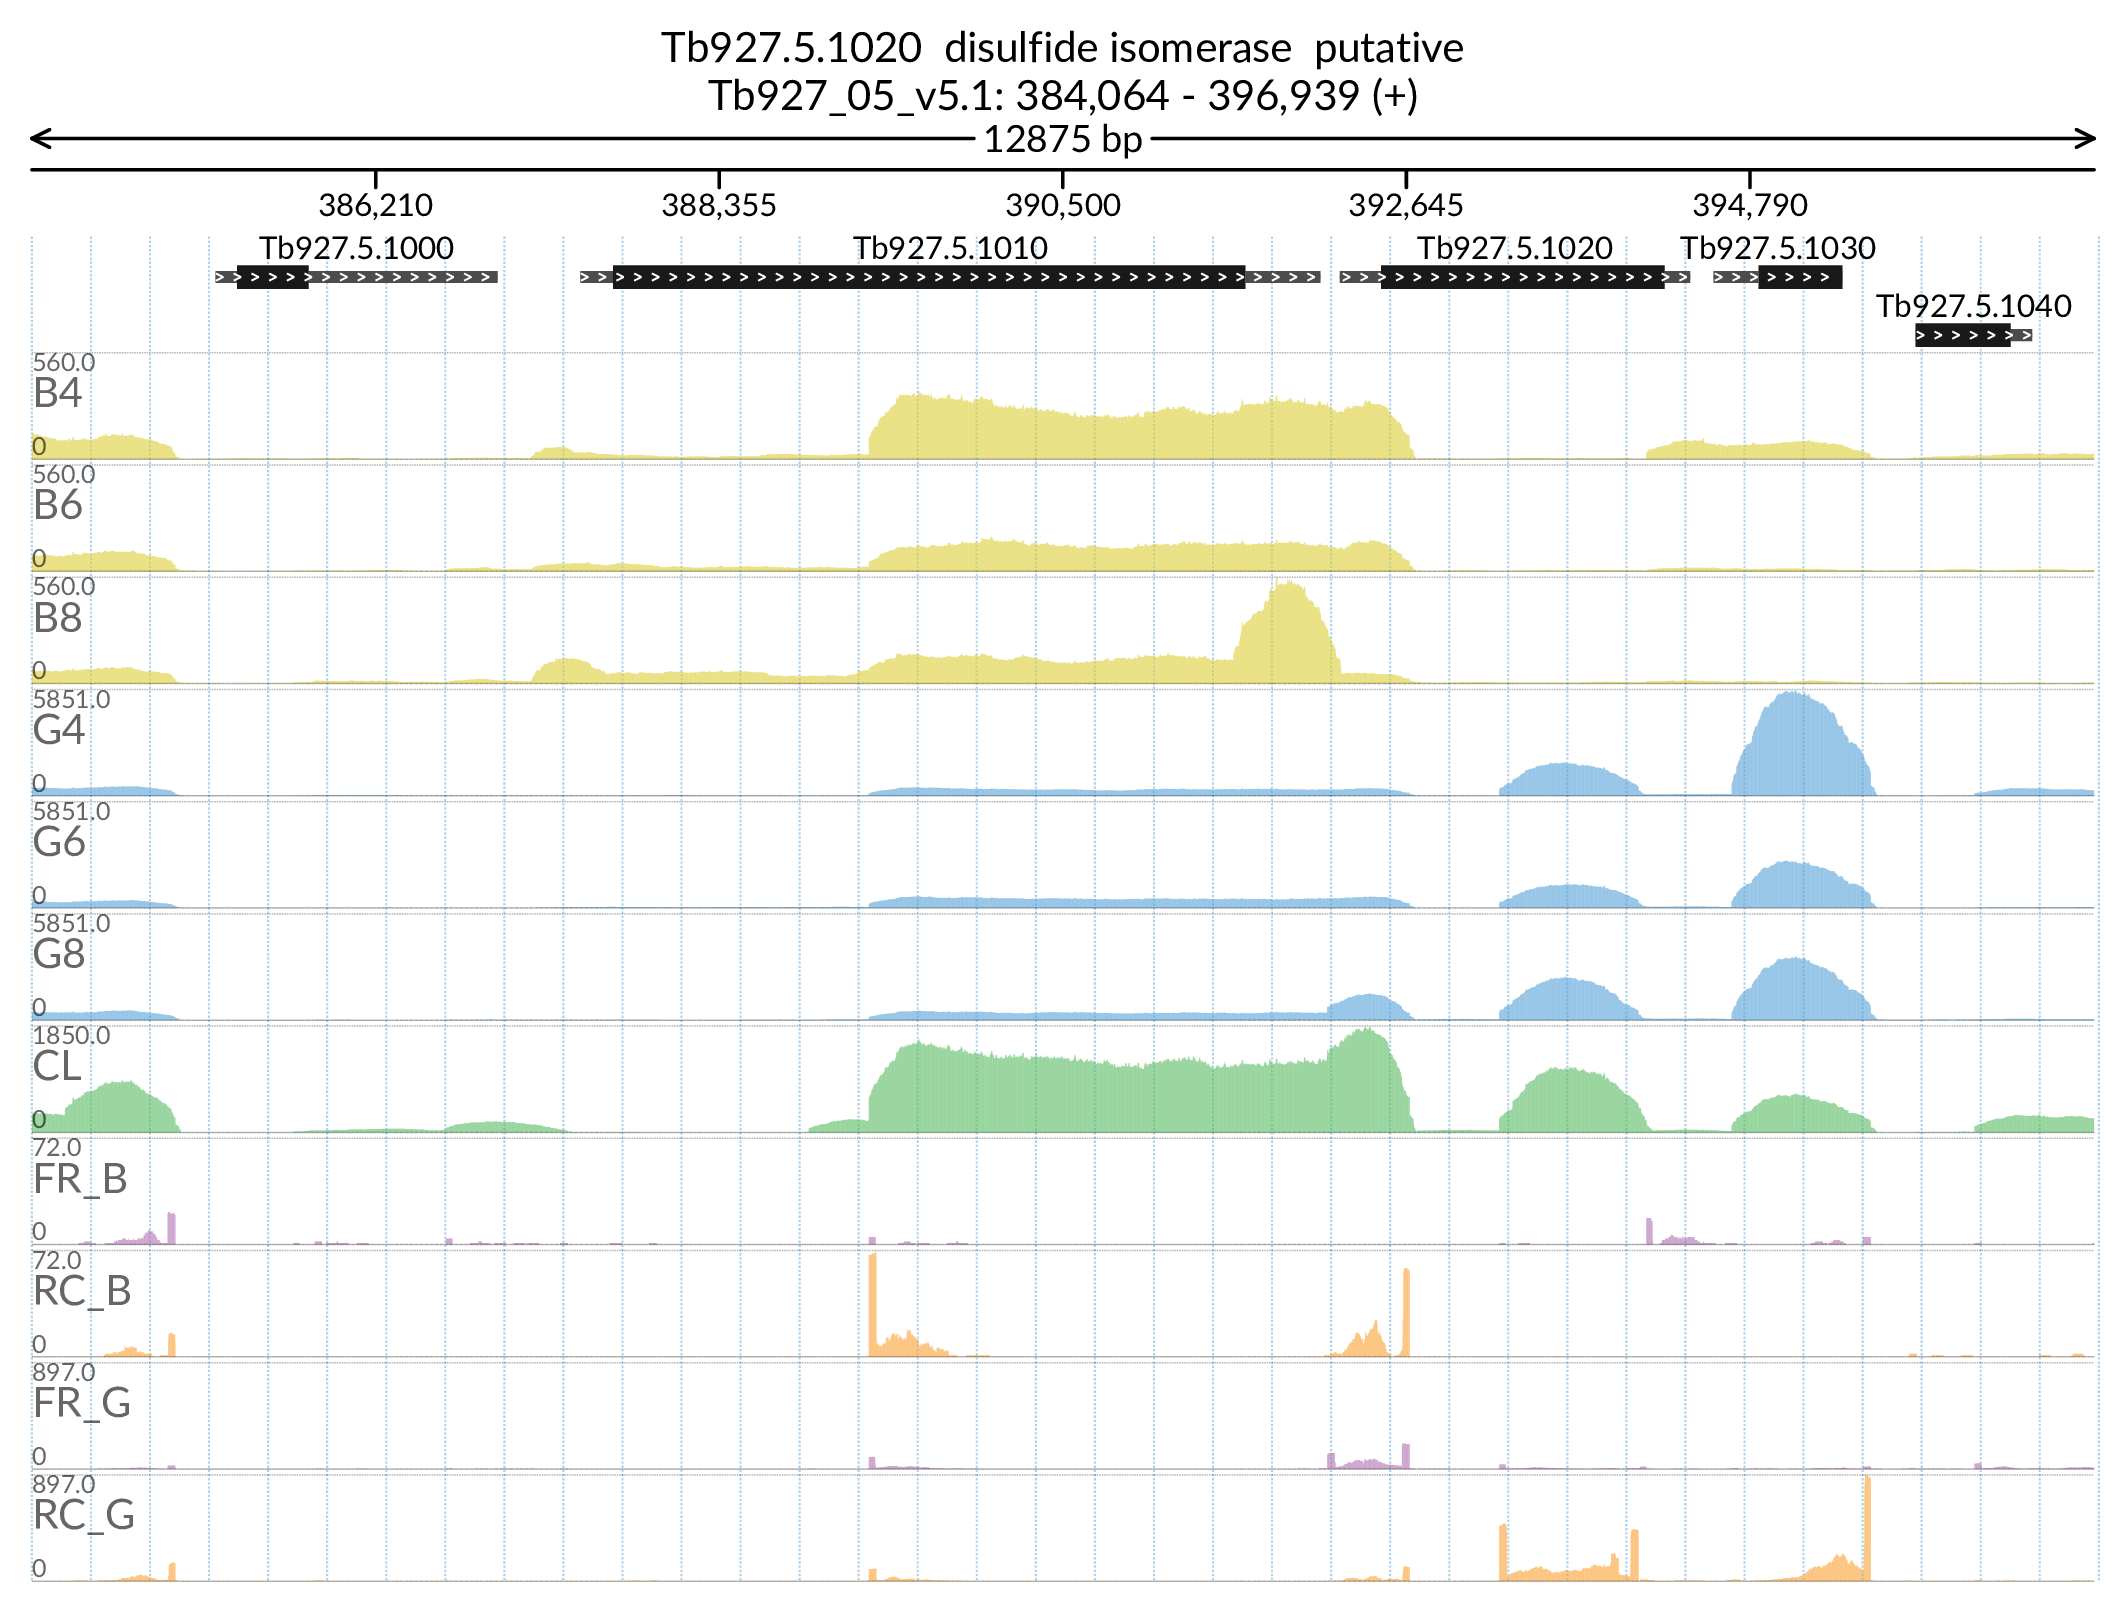 Tb927.5.1020  disulfide isomerase  putative
Tb927_05_v5.1: 384,064 - 396,939 (+)
12875 bp
386,210 388,355 390,500 392,645 394,790
Tb927.5.1000 Tb927.5.1010 Tb927.5.1020 Tb927.5.1030
Tb927.5.1040
560.0
B4
0
560.0
B6
0
560.0
B8
0
5851.0
G4
0
5851.0
G6
0
5851.0
G8
0
1850.0
CL
0
72.0
FR_B
0
72.0
RC_B
0
897.0
FR_G
0
897.0
RC_G
0